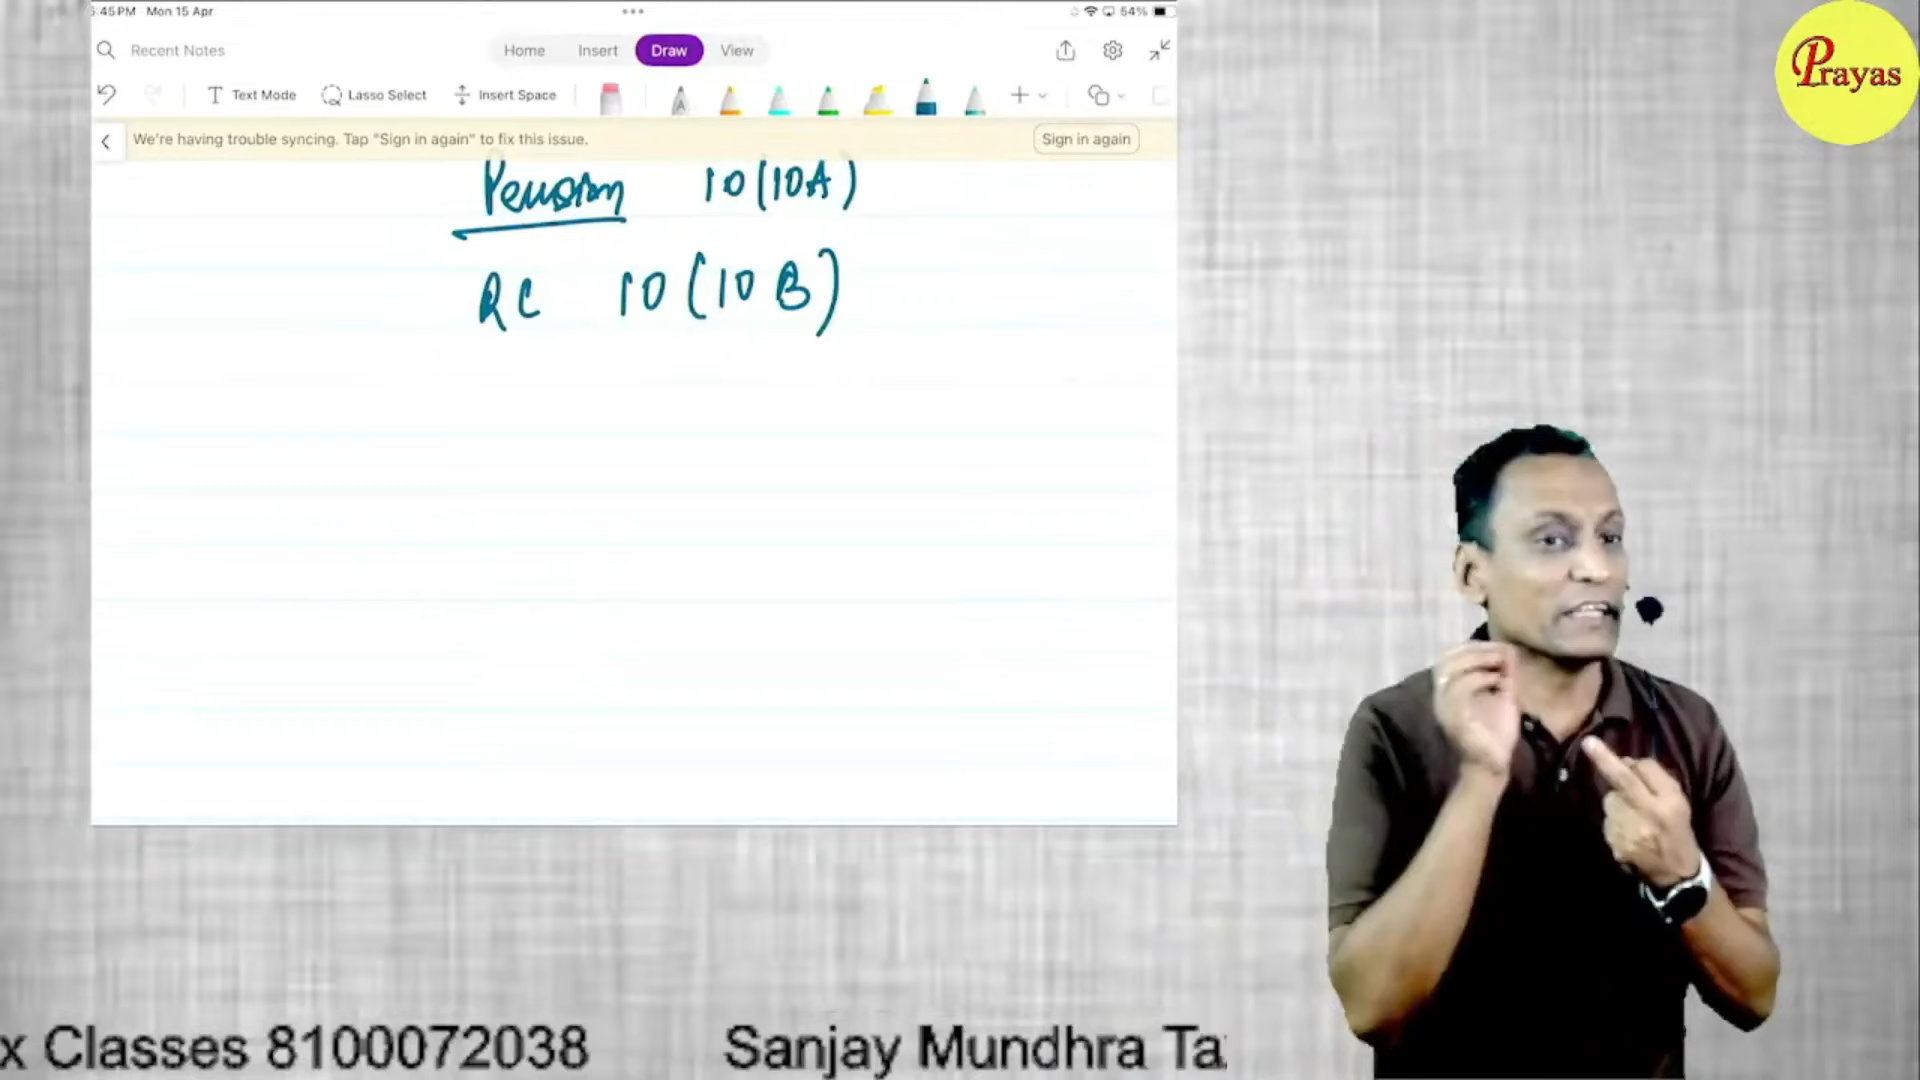 :45 PM Mon 15 Apr
54%
Prayas
Recent Notes
Home Insert Draw View
Text Mode Lasso Select Insert Space
We're having trouble syncing. Tap "Sign in again" to fix this issue.
Sign in again
Pension 10(10A)
RC 10(10B)
x Classes 8100072038 Sanjay Mundhra Ta